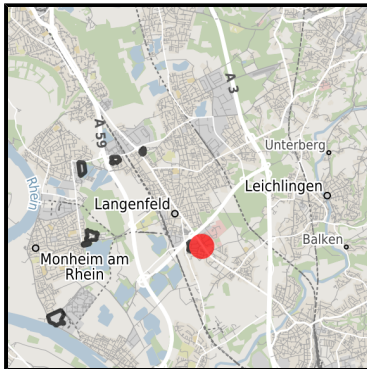 A 3
A 59
Unterberg
Rhein
Leichlingen
Langenfeld
Balken
Monheim am
Rhein